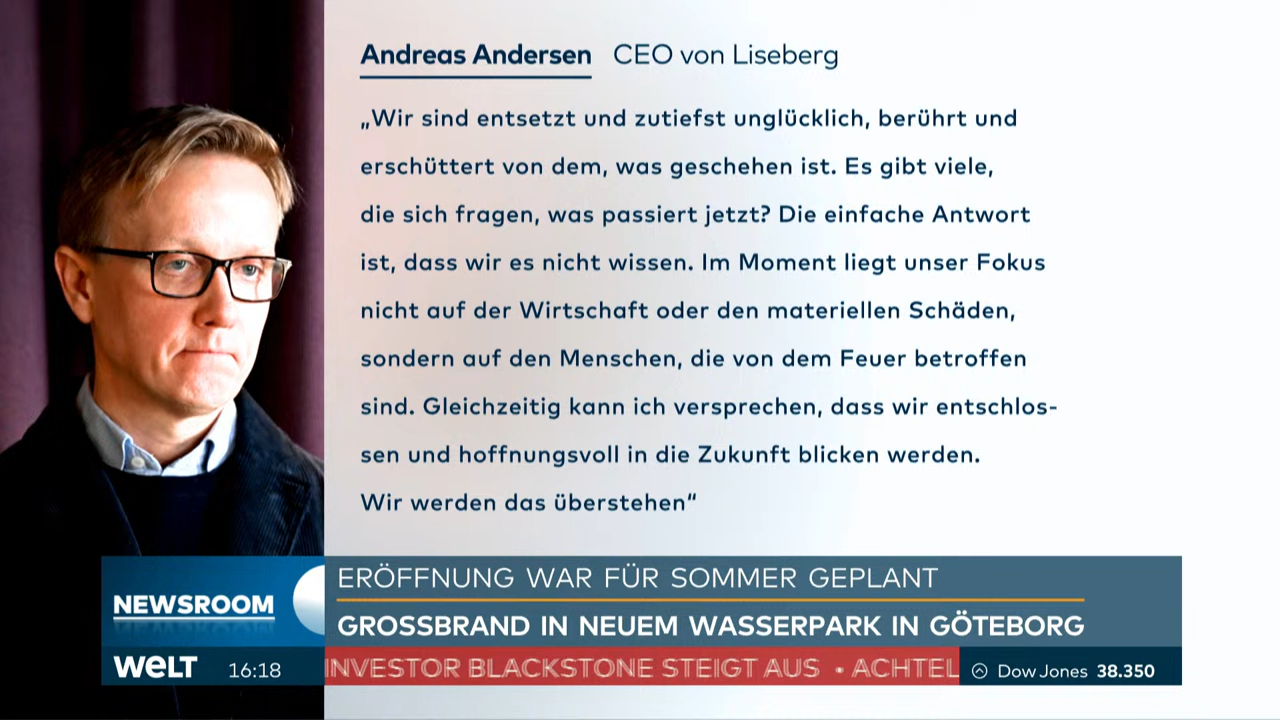 Andreas Andersen CEO von Liseberg
„Wir sind entsetzt und zutiefst unglücklich, berührt und
erschüttert von dem, was geschehen ist. Es gibt viele,
die sich fragen, was passiert jetzt? Die einfache Antwort
ist, dass wir es nicht wissen. Im Moment liegt unser Fokus
nicht auf der Wirtschaft oder den materiellen Schäden,
sondern auf den Menschen, die von dem Feuer betroffen
sind. Gleichzeitig kann ich versprechen, dass wir entschlos-
sen und hoffnungsvoll in die Zukunft blicken werden.
Wir werden das überstehen“
NEWSROOM
ERÖFFNUNG WAR FÜR SOMMER GEPLANT
GROSSBRAND IN NEUEM WASSERPARK IN GÖTEBORG
WELT 16:18 INVESTOR BLACKSTONE STEIGT AUS • ACHTEL Dow Jones 38.350